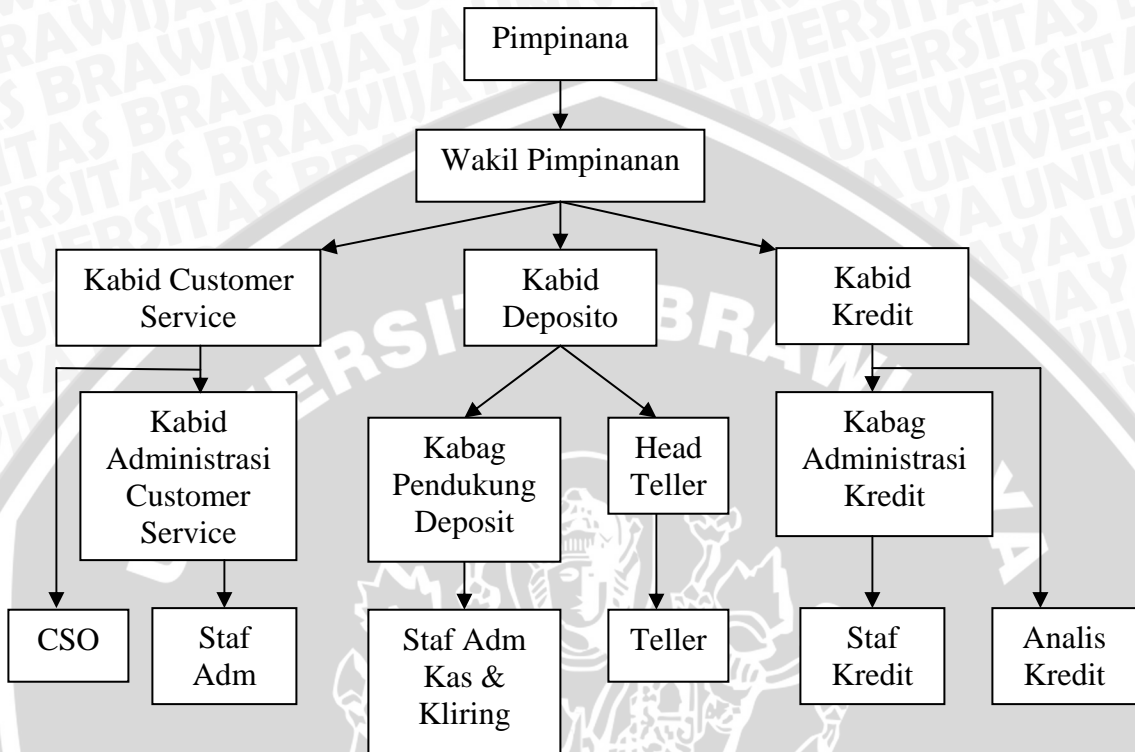 Pimpinana
Wakil Pimpinanan
Kabid Customer
Service
Kabid
Deposito
Kabid
Kredit
Kabid
Administrasi
Customer
Service
Kabag
Pendukung
Deposit
Head
Teller
Kabag
Administrasi
Kredit
CSO
Staf
Adm
Staf Adm
Kas &
Kliring
Teller
Staf
Kredit
Analis
Kredit